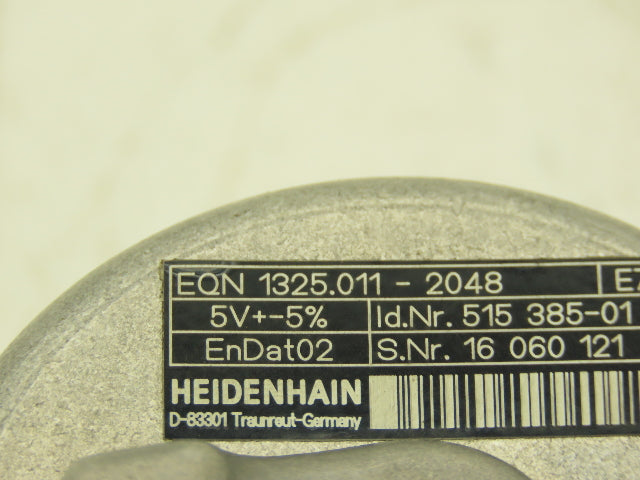 EQN 1325.011 - 2048
5V+-5% Id.Nr. 515 385-01
EnDat02 S.Nr. 16 060 121
HEIDENHAIN
D-83301 Traunreut-Germany